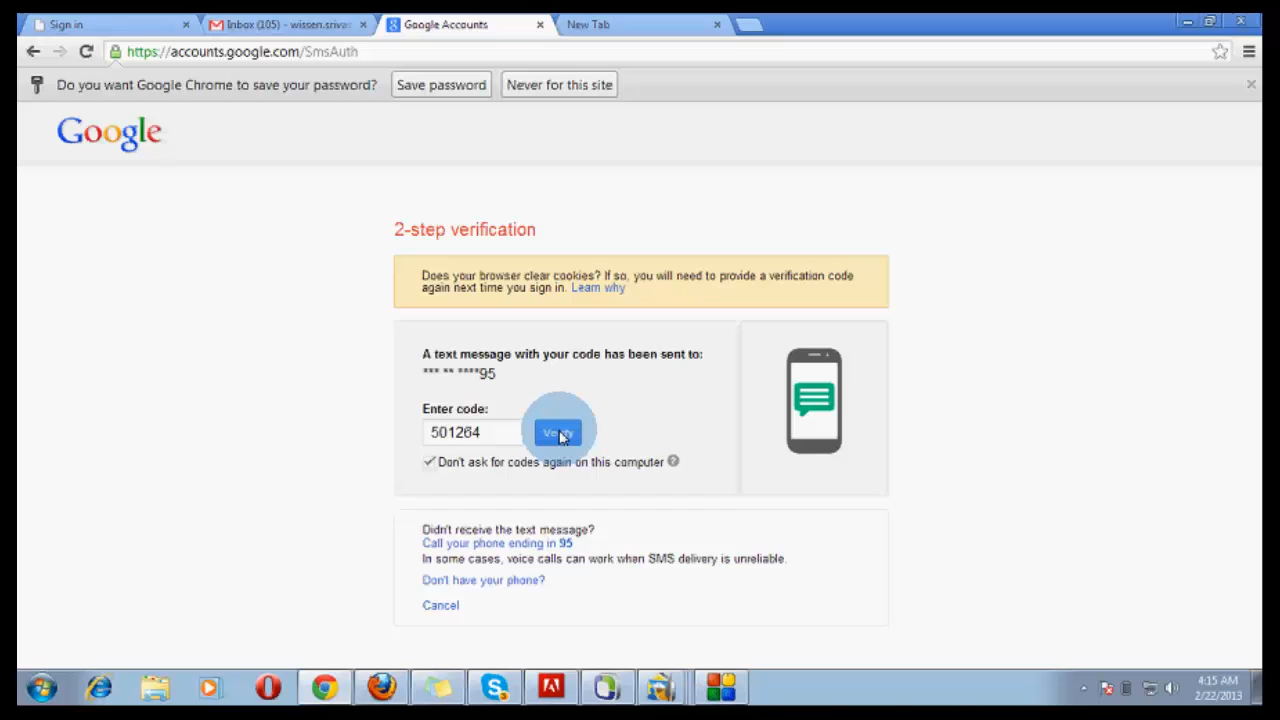 Sign in
Inbox (105) - wissen.sriva
Google Accounts
New Tab
https://accounts.google.com/SmsAuth
Do you want Google Chrome to save your password?
Save password
Never for this site
Google
2-step verification
Does your browser clear cookies? If so, you will need to provide a verification code
again next time you sign in. Learn why
A text message with your code has been sent to:
*** ** ****95
Enter code:
501264
Verify
Don't ask for codes again on this computer
Didn't receive the text message?
Call your phone ending in 95
In some cases, voice calls can work when SMS delivery is unreliable.
Don't have your phone?
Cancel
4:15 AM
2/22/2013